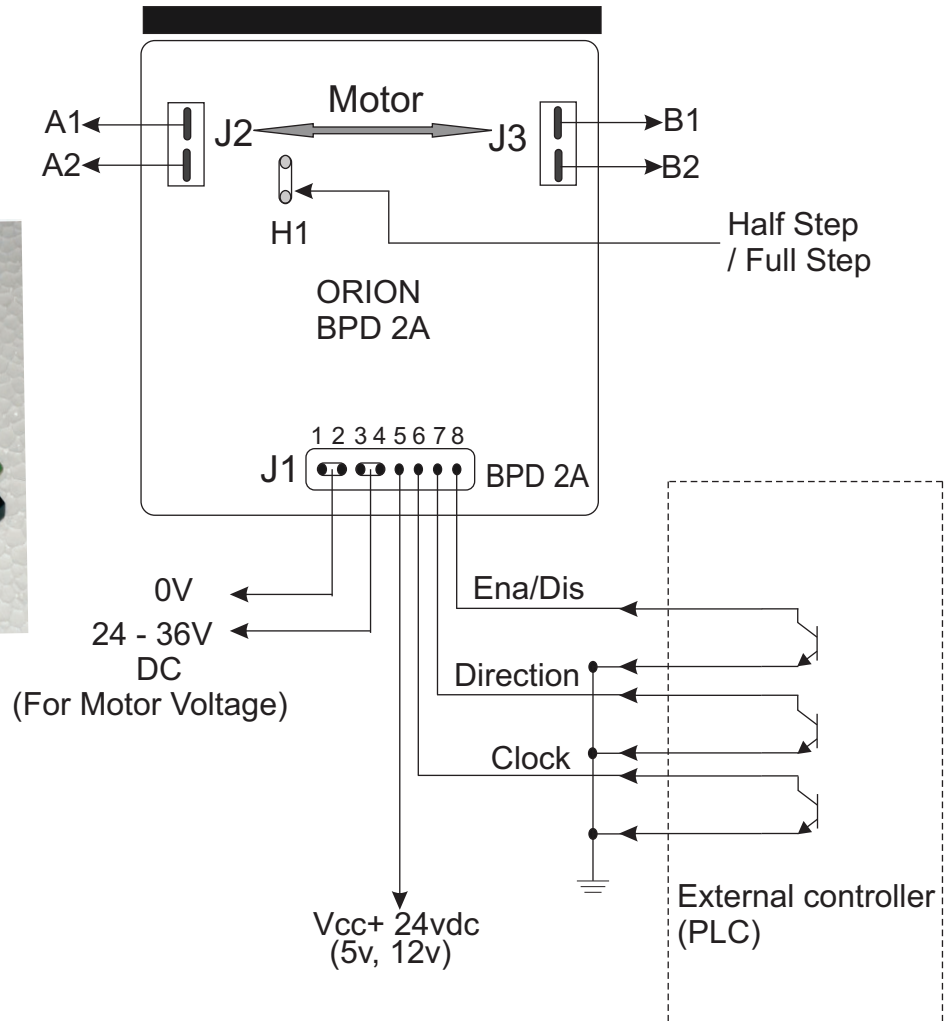 Motor
A1
J2
J3
B1
A2
B2
H1
Half Step
/ Full Step
ORION
BPD 2A
1 2 3 4 5 6 7 8
J1
BPD 2A
0V
24 - 36V
DC
(For Motor Voltage)
Ena/Dis
Direction
Clock
Vcc+ 24vdc
(5v, 12v)
External controller
(PLC)